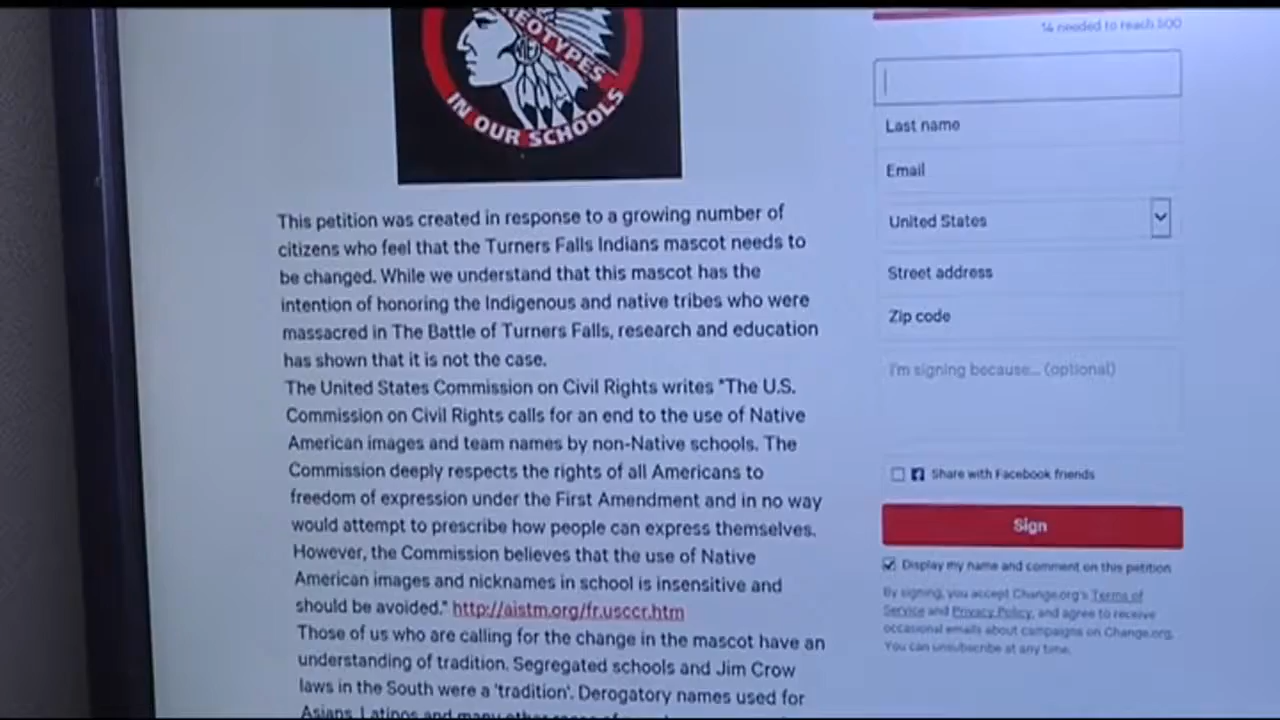 REOTYPES
IN OUR SCHOOLS
This petition was created in response to a growing number of
citizens who feel that the Turners Falls Indians mascot needs to
be changed. While we understand that this mascot has the
intention of honoring the Indigenous and native tribes who were
massacred in The Battle of Turners Falls, research and education
has shown that it is not the case.
The United States Commission on Civil Rights writes "The U.S.
Commission on Civil Rights calls for an end to the use of Native
American images and team names by non-Native schools. The
Commission deeply respects the rights of all Americans to
freedom of expression under the First Amendment and in no way
would attempt to prescribe how people can express themselves.
However, the Commission believes that the use of Native
American images and nicknames in school is insensitive and
should be avoided." http://aistm.org/fr.usccr.htm
Those of us who are calling for the change in the mascot have an
understanding of tradition. Segregated schools and Jim Crow
laws in the South were a 'tradition'. Derogatory names used for
Asians, Latinos and many other
14 needed to reach 500
Last name
Email
United States
Street address
Zip code
I'm signing because... (optional)
Share with Facebook friends
Sign
Display my name and comment on this petition
By signing, you accept Change.org's Terms of
Service and Privacy Policy, and agree to receive
occasional emails about campaigns on Change.org.
You can unsubscribe at any time.